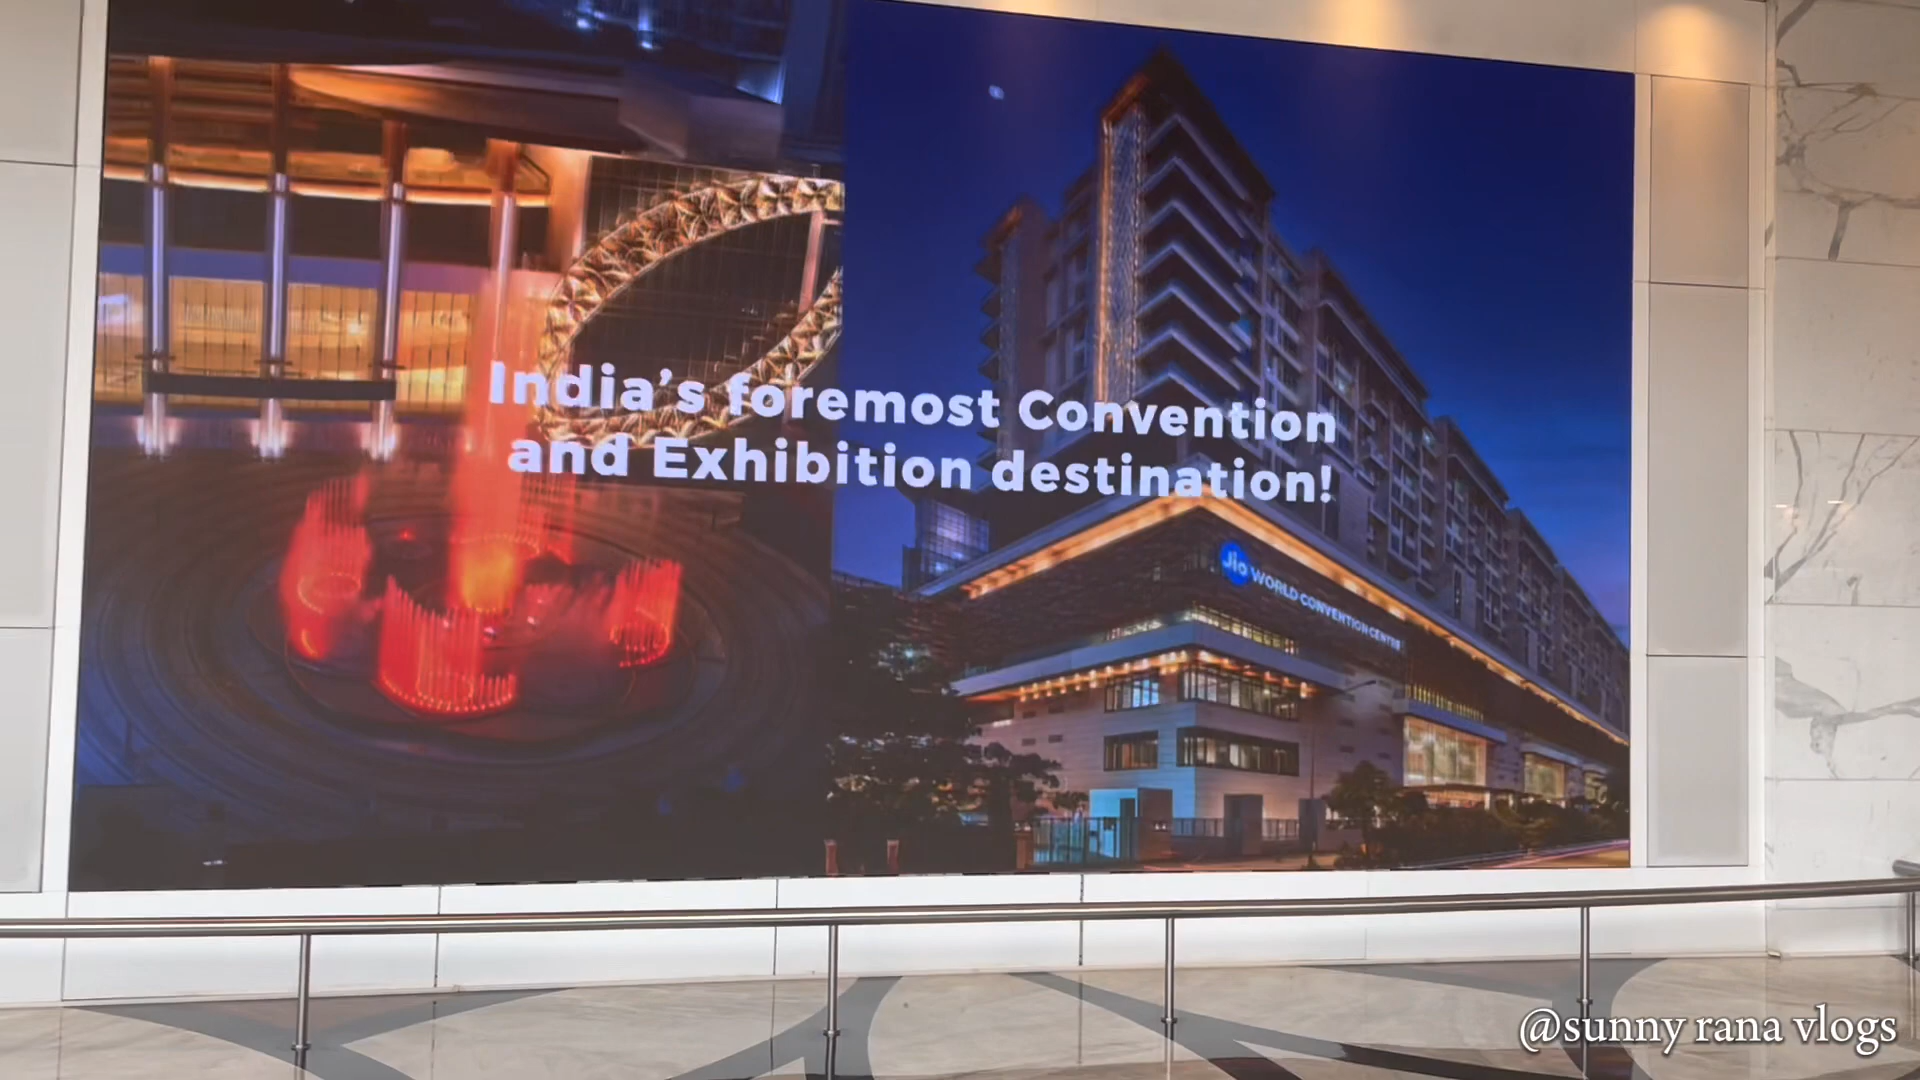 India's foremost Convention
and Exhibition destination!
Jio WORLD CONVENTION CENTRE
@sunny rana vlogs